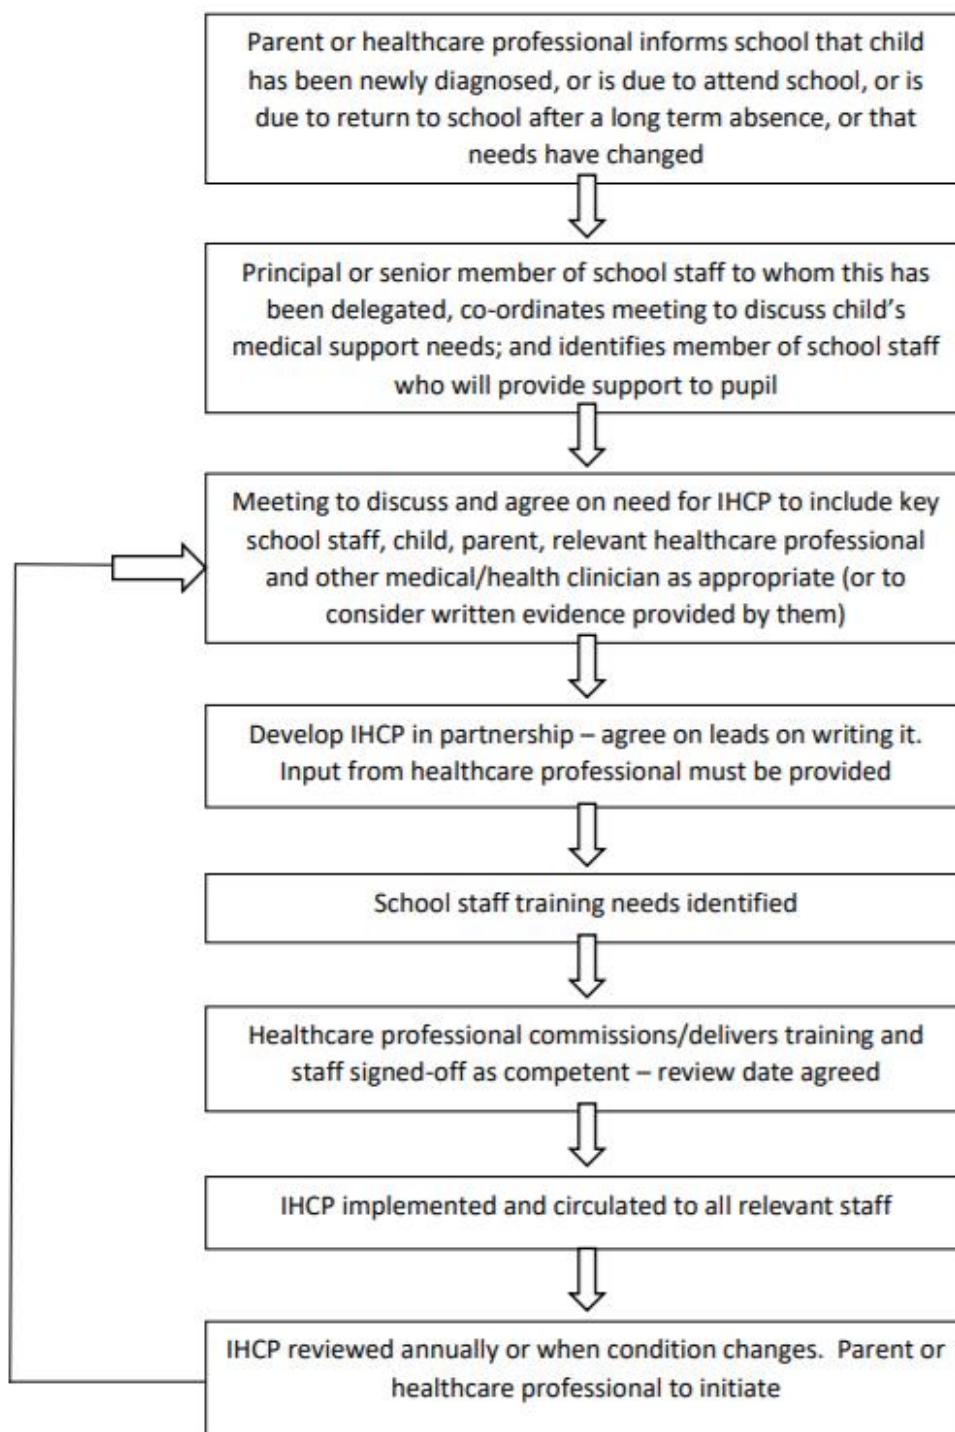 Parent or healthcare professional informs school that child
has been newly diagnosed, or is due to attend school, or is
due to return to school after a long term absence, or that
needs have changed
Principal or senior member of school staff to whom this has
been delegated, co-ordinates meeting to discuss child's
medical support needs; and identifies member of school staff
who will provide support to pupil
Meeting to discuss and agree on need for IHCP to include key
school staff, child, parent, relevant healthcare professional
and other medical/health clinician as appropriate (or to
consider written evidence provided by them)
Develop IHCP in partnership – agree on leads on writing it.
Input from healthcare professional must be provided
School staff training needs identified
Healthcare professional commissions/delivers training and
staff signed-off as competent – review date agreed
IHCP implemented and circulated to all relevant staff
IHCP reviewed annually or when condition changes.  Parent or
healthcare professional to initiate